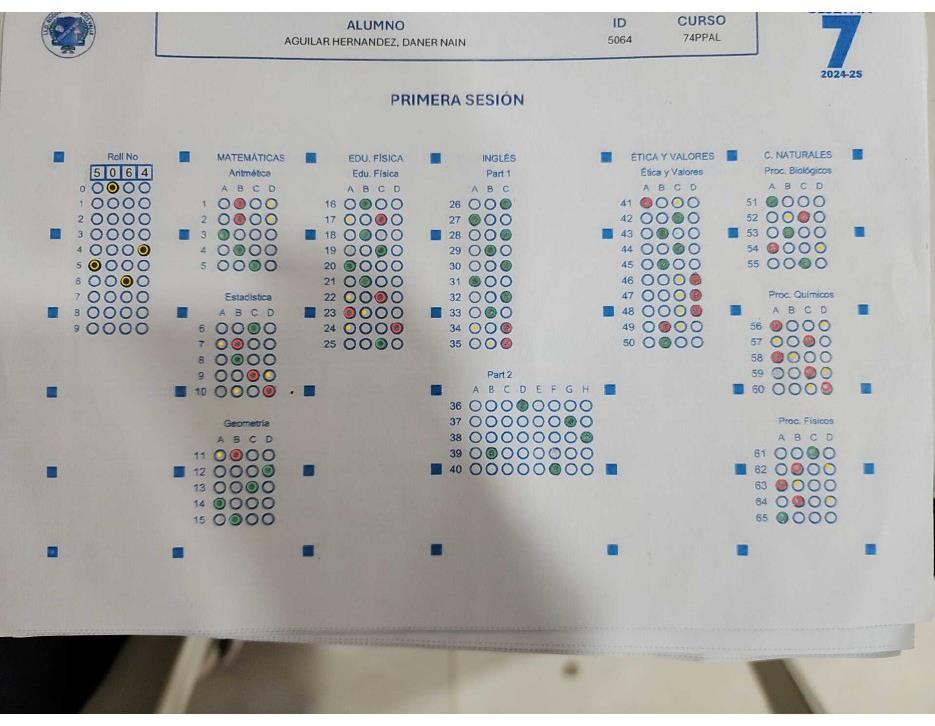 ALUMNO
AGUILAR HERNANDEZ, DANER NAIN
ID
5064
CURSO
74PPAL
7
2024-25
PRIMERA SESIÓN
Roll No
5 0 6 4
0
1
2
3
4
5
6
7
8
9
MATEMÁTICAS
Aritmética
A B C D
1
2
3
4
5
Estadística
A B C D
6
7
8
9
10
Geometría
A B C D
11
12
13
14
15
EDU. FÍSICA
Edu. Física
A B C D
16
17
18
19
20
21
22
23
24
25
INGLÉS
Part 1
A B C
26
27
28
29
30
31
32
33
34
35
Part 2
A B C D E F G H
36
37
38
39
40
ÉTICA Y VALORES
Ética y Valores
A B C D
41
42
43
44
45
46
47
48
49
50
C. NATURALES
Proc. Biológicos
A B C D
51
52
53
54
55
Proc. Químicos
A B C D
56
57
58
59
60
Proc. Físicos
A B C D
61
62
63
64
65